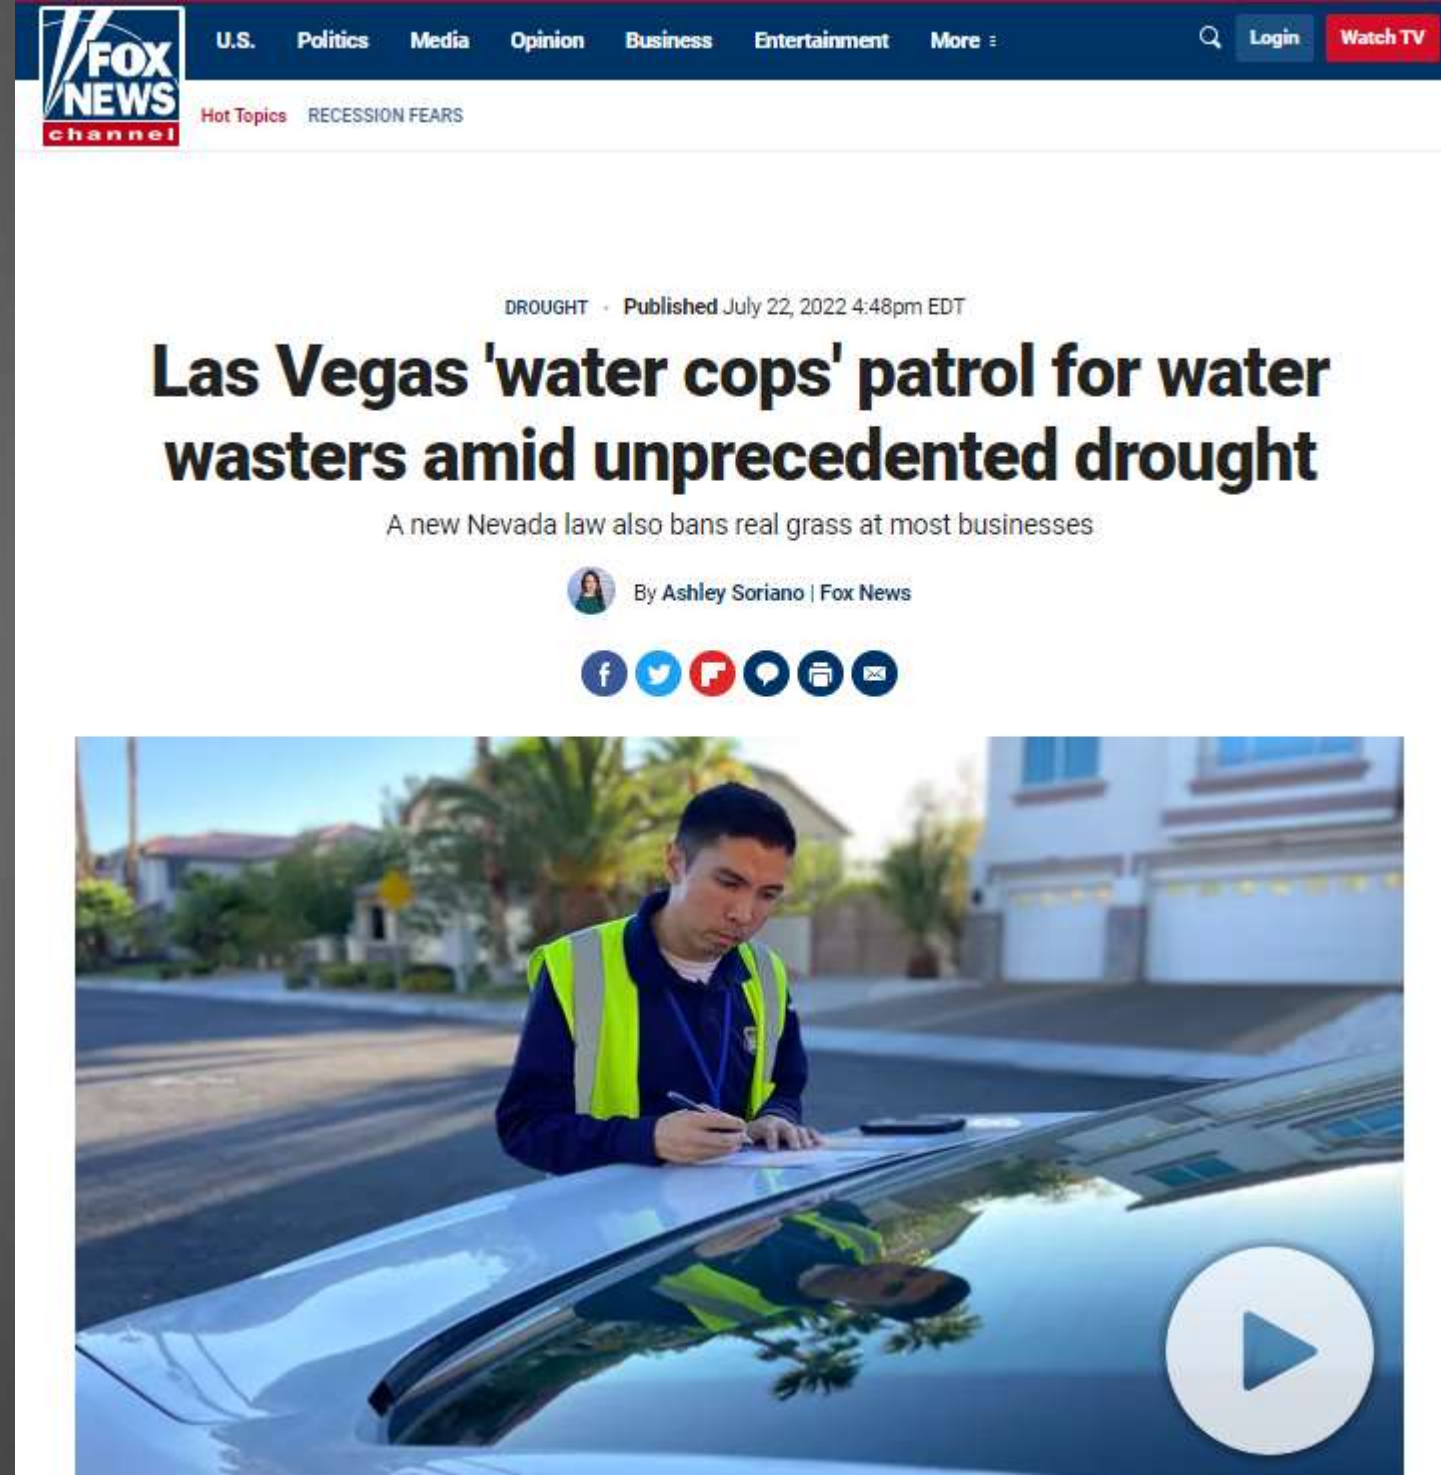 FOX
NEWS
channel
U.S. Politics Media Opinion Business Entertainment More Login Watch TV
Hot Topics RECESSION FEARS
DROUGHT · Published July 22, 2022 4:48pm EDT
Las Vegas 'water cops' patrol for water
wasters amid unprecedented drought
A new Nevada law also bans real grass at most businesses
By Ashley Soriano | Fox News